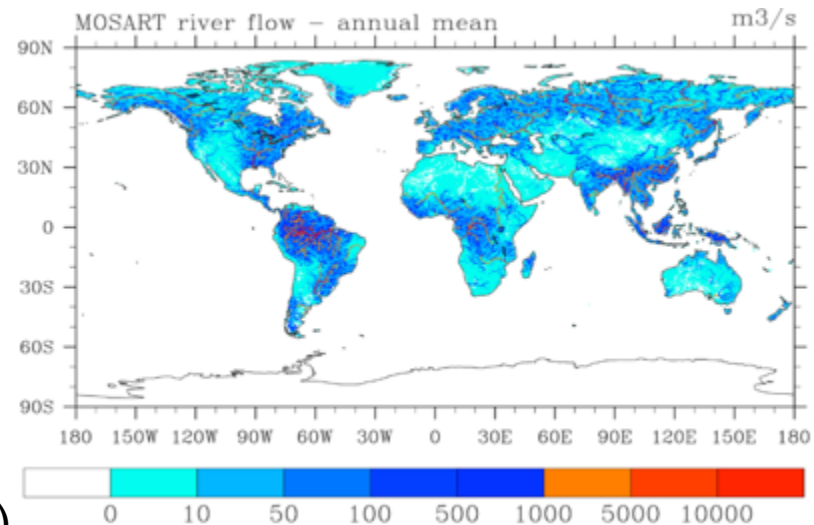 MOSART river flow – annual mean m3/s
90N
60N
30N
0
30S
60S
90S
180 150W 120W 90W 60W 30W 0 30E 60E 90E 120E 150E 180
0 10 50 100 500 1000 5000 10000
)